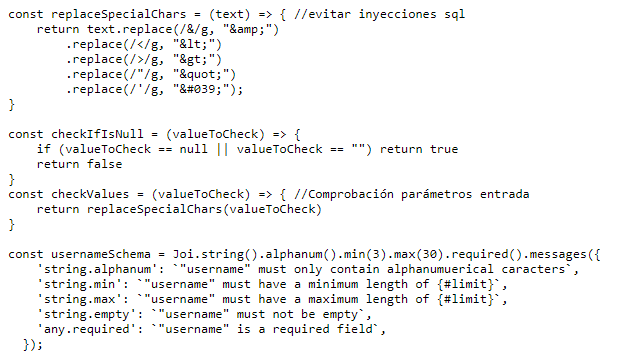 const replaceSpecialChars = (text) => { //evitar inyecciones sql
    return text.replace(/&/g, "&amp;")
        .replace(/</g, "&lt;")
        .replace(/>/g, "&gt;")
        .replace(/"/g, "&quot;")
        .replace(/'/g, "&#039;");
}

const checkIfIsNull = (valueToCheck) => {
    if (valueToCheck == null || valueToCheck == "") return true
    return false
}
const checkValues = (valueToCheck) => { //Comprobación parámetros entrada
    return replaceSpecialChars(valueToCheck)
}

const usernameSchema = Joi.string().alphanum().min(3).max(30).required().messages({
    'string.alphanum': `"username" must only contain alphanumuerical caracters`,
    'string.min': `"username" must have a minimum length of {#limit}`,
    'string.max': `"username" must have a maximum length of {#limit}`,
    'string.empty': `"username" must not be empty`,
    'any.required': `"username" is a required field`,
  });